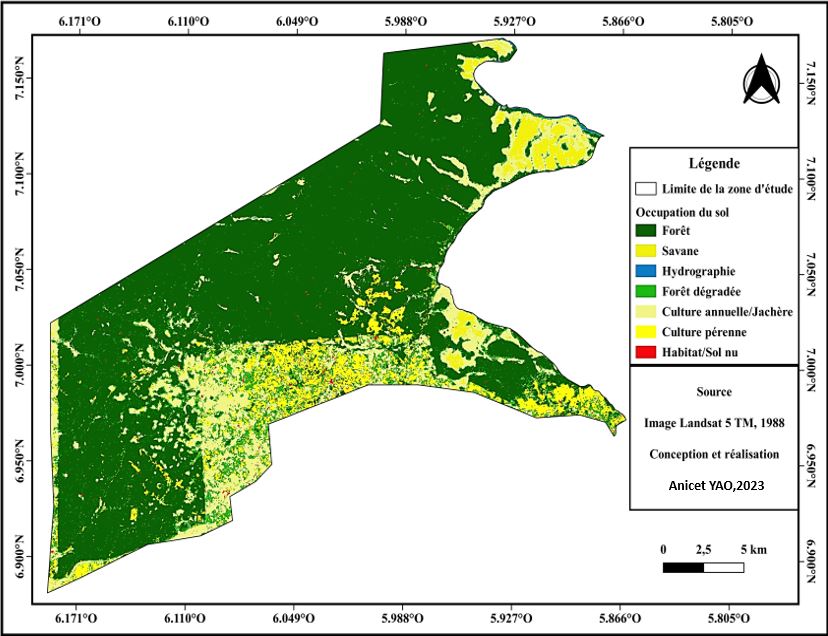 6.171°O 6.110°O 6.049°O 5.988°O 5.927°O 5.866°O 5.805°O
7.150°N 7.150°N
7.100°N 7.100°N
7.050°N 7.050°N
7.000°N 7.000°N
6.950°N 6.950°N
6.900°N 6.900°N
Légende
Limite de la zone d'étude
Occupation du sol
Forêt
Savane
Hydrographie
Forêt dégradée
Culture annuelle/Jachère
Culture pérenne
Habitat/Sol nu
Source
Image Landsat 5 TM, 1988
Conception et réalisation
Anicet YAO,2023
0 2,5 5 km
6.171°O 6.110°O 6.049°O 5.988°O 5.927°O 5.866°O 5.805°O